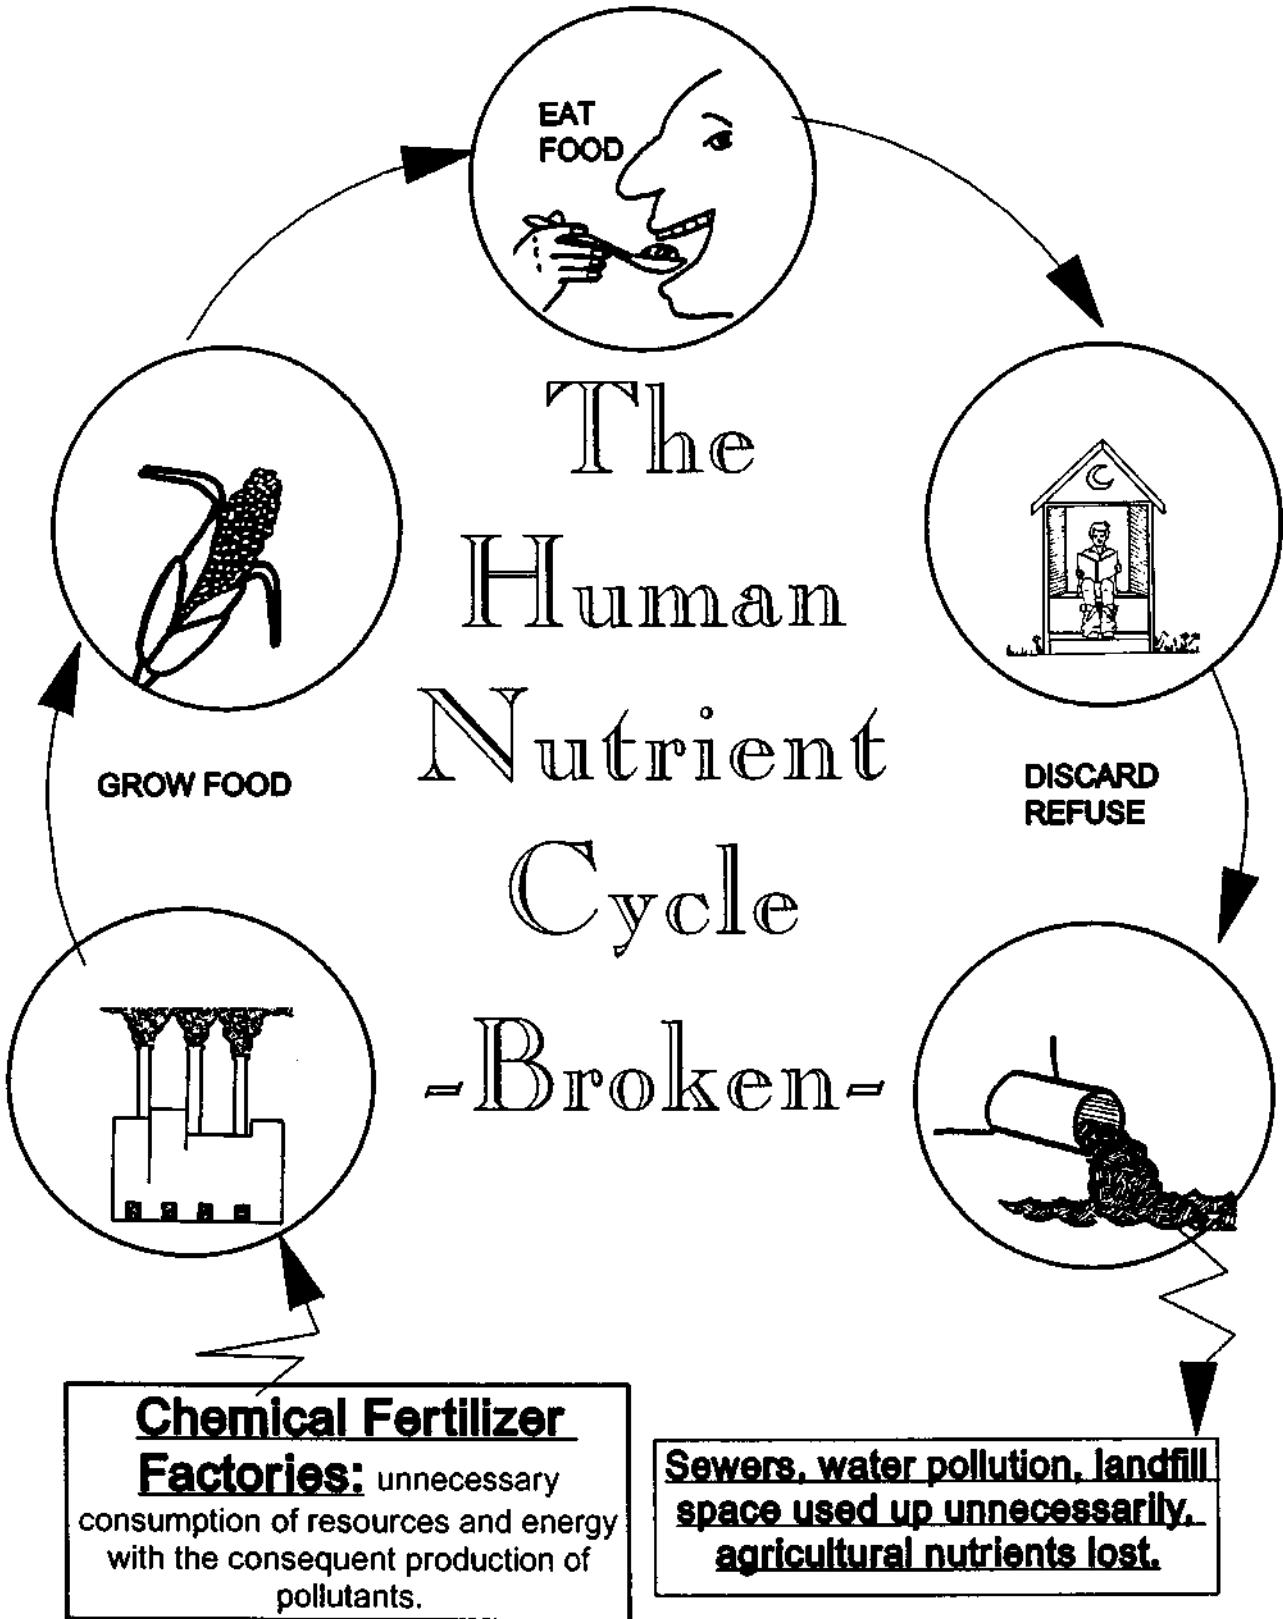 EAT
FOOD
The
Human
Nutrient
Cycle
-Broken-
GROW FOOD
DISCARD
REFUSE
Chemical Fertilizer
Factories: unnecessary
consumption of resources and energy
with the consequent production of
pollutants.
Sewers, water pollution, landfill
space used up unnecessarily,
agricultural nutrients lost.